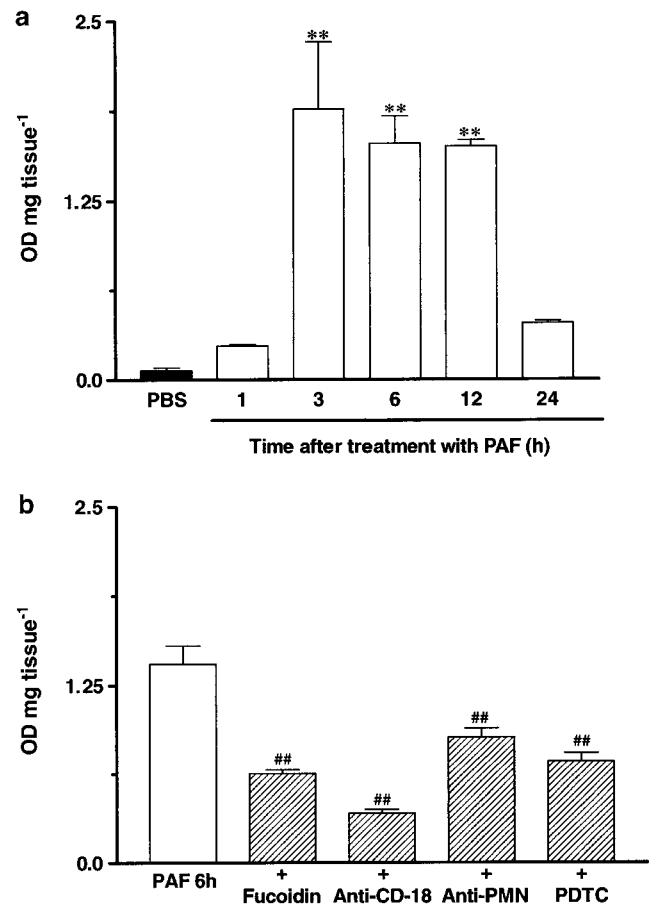 a
2.5
**
**
**
1.25
0.0
OD mg tissue⁻¹
PBS 1 3 6 12 24
Time after treatment with PAF (h)
b
2.5
1.25
0.0
OD mg tissue⁻¹
##
##
##
##
PAF 6h + + + +
Fucoidin Anti-CD-18 Anti-PMN PDTC